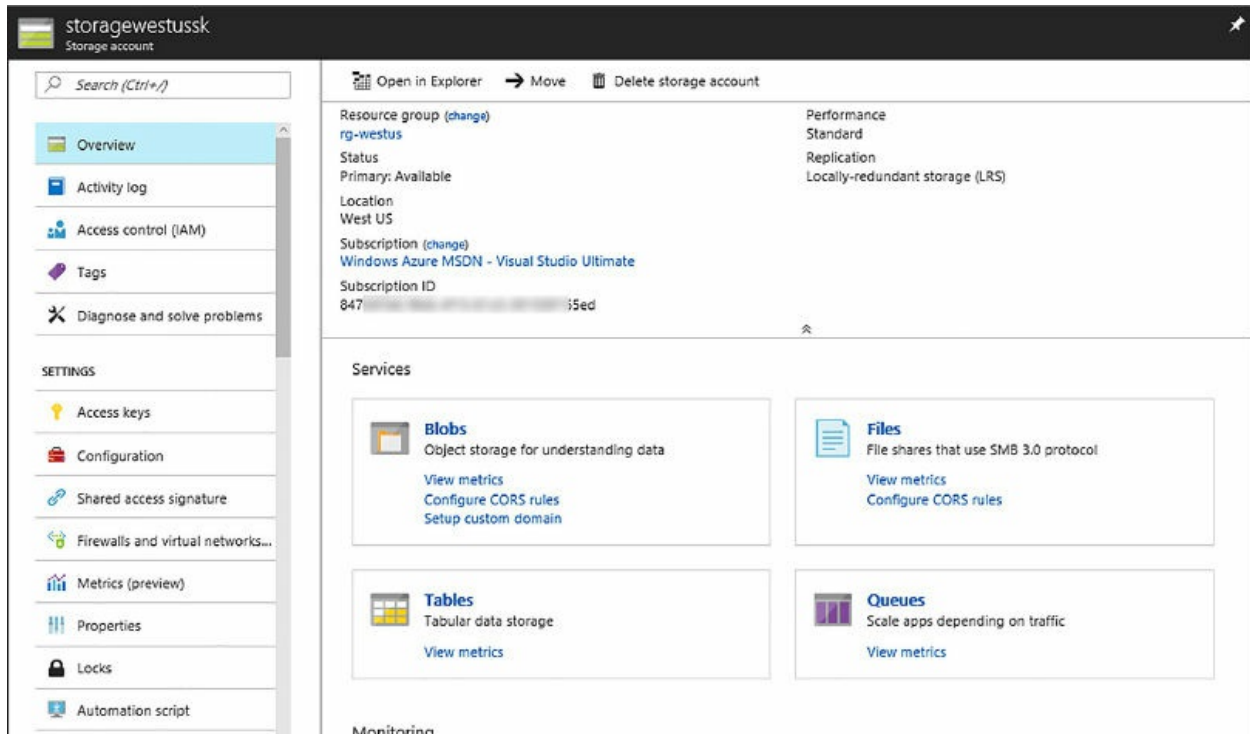 storagewestussk
Storage account
Search (Ctrl+/)
Overview
Activity log
Access control (IAM)
Tags
Diagnose and solve problems
SETTINGS
Access keys
Configuration
Shared access signature
Firewalls and virtual networks...
Metrics (preview)
Properties
Locks
Automation script
Open in Explorer Move Delete storage account
Resource group (change)
rg-westus
Status
Primary: Available
Location
West US
Subscription (change)
Windows Azure MSDN - Visual Studio Ultimate
Subscription ID
847 55ed
Performance
Standard
Replication
Locally-redundant storage (LRS)
Services
Blobs
Object storage for understanding data
View metrics
Configure CORS rules
Setup custom domain
Files
File shares that use SMB 3.0 protocol
View metrics
Configure CORS rules
Tables
Tabular data storage
View metrics
Queues
Scale apps depending on traffic
View metrics
Monitoring